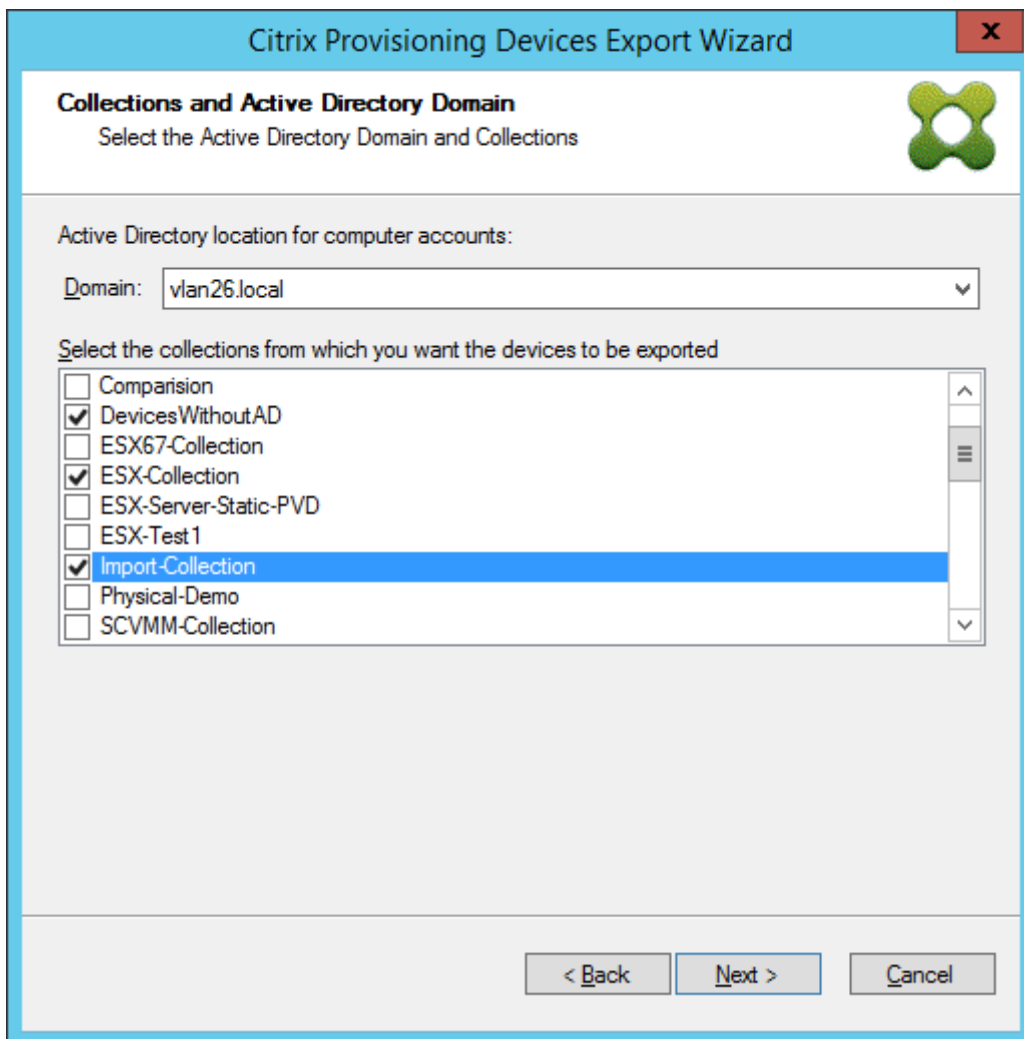 Citrix Provisioning Devices Export Wizard
x
Collections and Active Directory Domain
Select the Active Directory Domain and Collections
Active Directory location for computer accounts:
Domain: vlan26.local
Select the collections from which you want the devices to be exported
Comparision
DevicesWithoutAD
ESX67-Collection
ESX-Collection
ESX-Server-Static-PVD
ESX-Test1
Import-Collection
Physical-Demo
SCVMM-Collection
< Back Next > Cancel